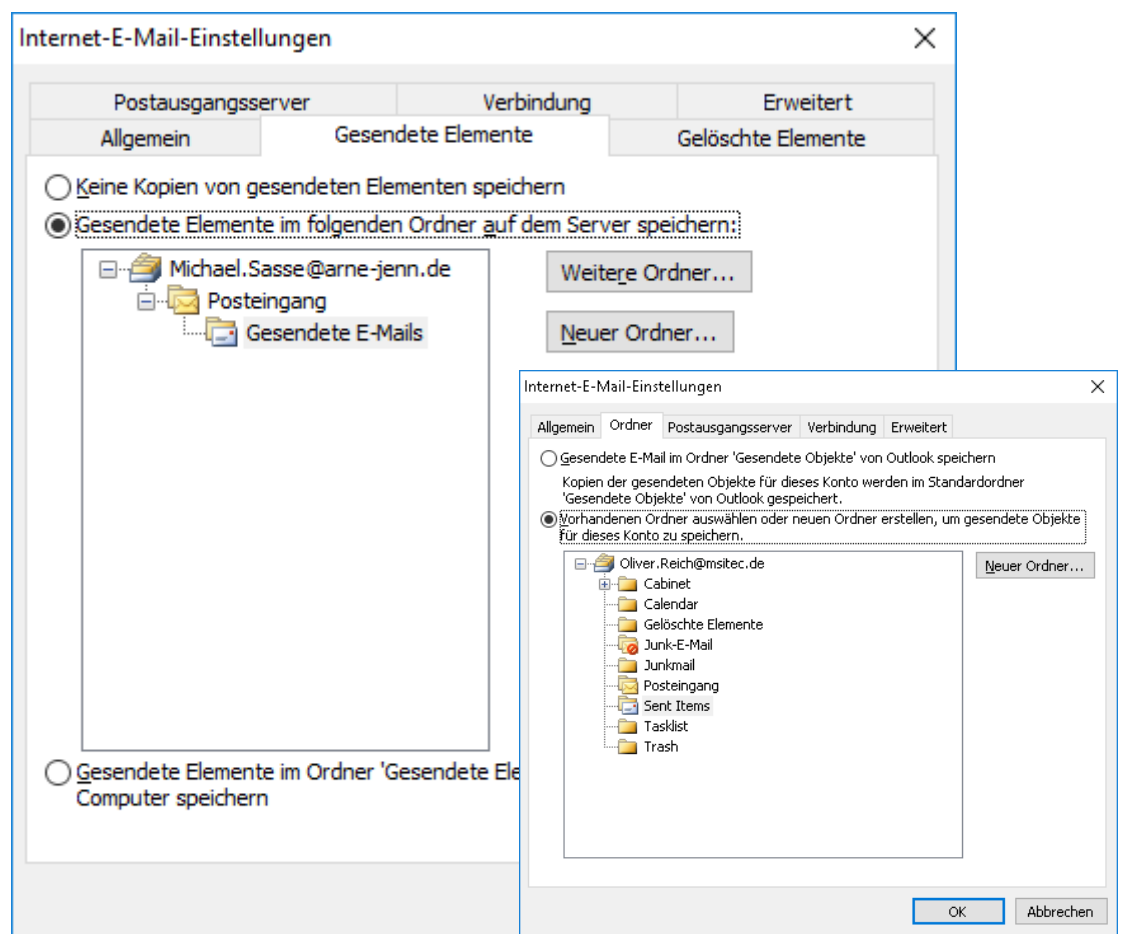 Internet-E-Mail-Einstellungen
Postausgangsserver Verbindung Erweitert
Allgemein Gesendete Elemente Gelöschte Elemente
Keine Kopien von gesendeten Elementen speichern
Gesendete Elemente im folgenden Ordner auf dem Server speichern:
Michael.Sasse@arne-jenn.de
Posteingang
Gesendete E-Mails
Weitere Ordner...
Neuer Ordner...
Gesendete Elemente im Ordner 'Gesendete Ele
Computer speichern
Internet-E-Mail-Einstellungen
Allgemein Ordner Postausgangsserver Verbindung Erweitert
Gesendete E-Mail im Ordner 'Gesendete Objekte' von Outlook speichern
Kopien der gesendeten Objekte für dieses Konto werden im Standardordner
'Gesendete Objekte' von Outlook gespeichert.
Vorhandenen Ordner auswählen oder neuen Ordner erstellen, um gesendete Objekte
für dieses Konto zu speichern.
Oliver.Reich@msitec.de
Cabinet
Calendar
Gelöschte Elemente
Junk-E-Mail
Junkmail
Posteingang
Sent Items
Tasklist
Trash
Neuer Ordner...
OK Abbrechen